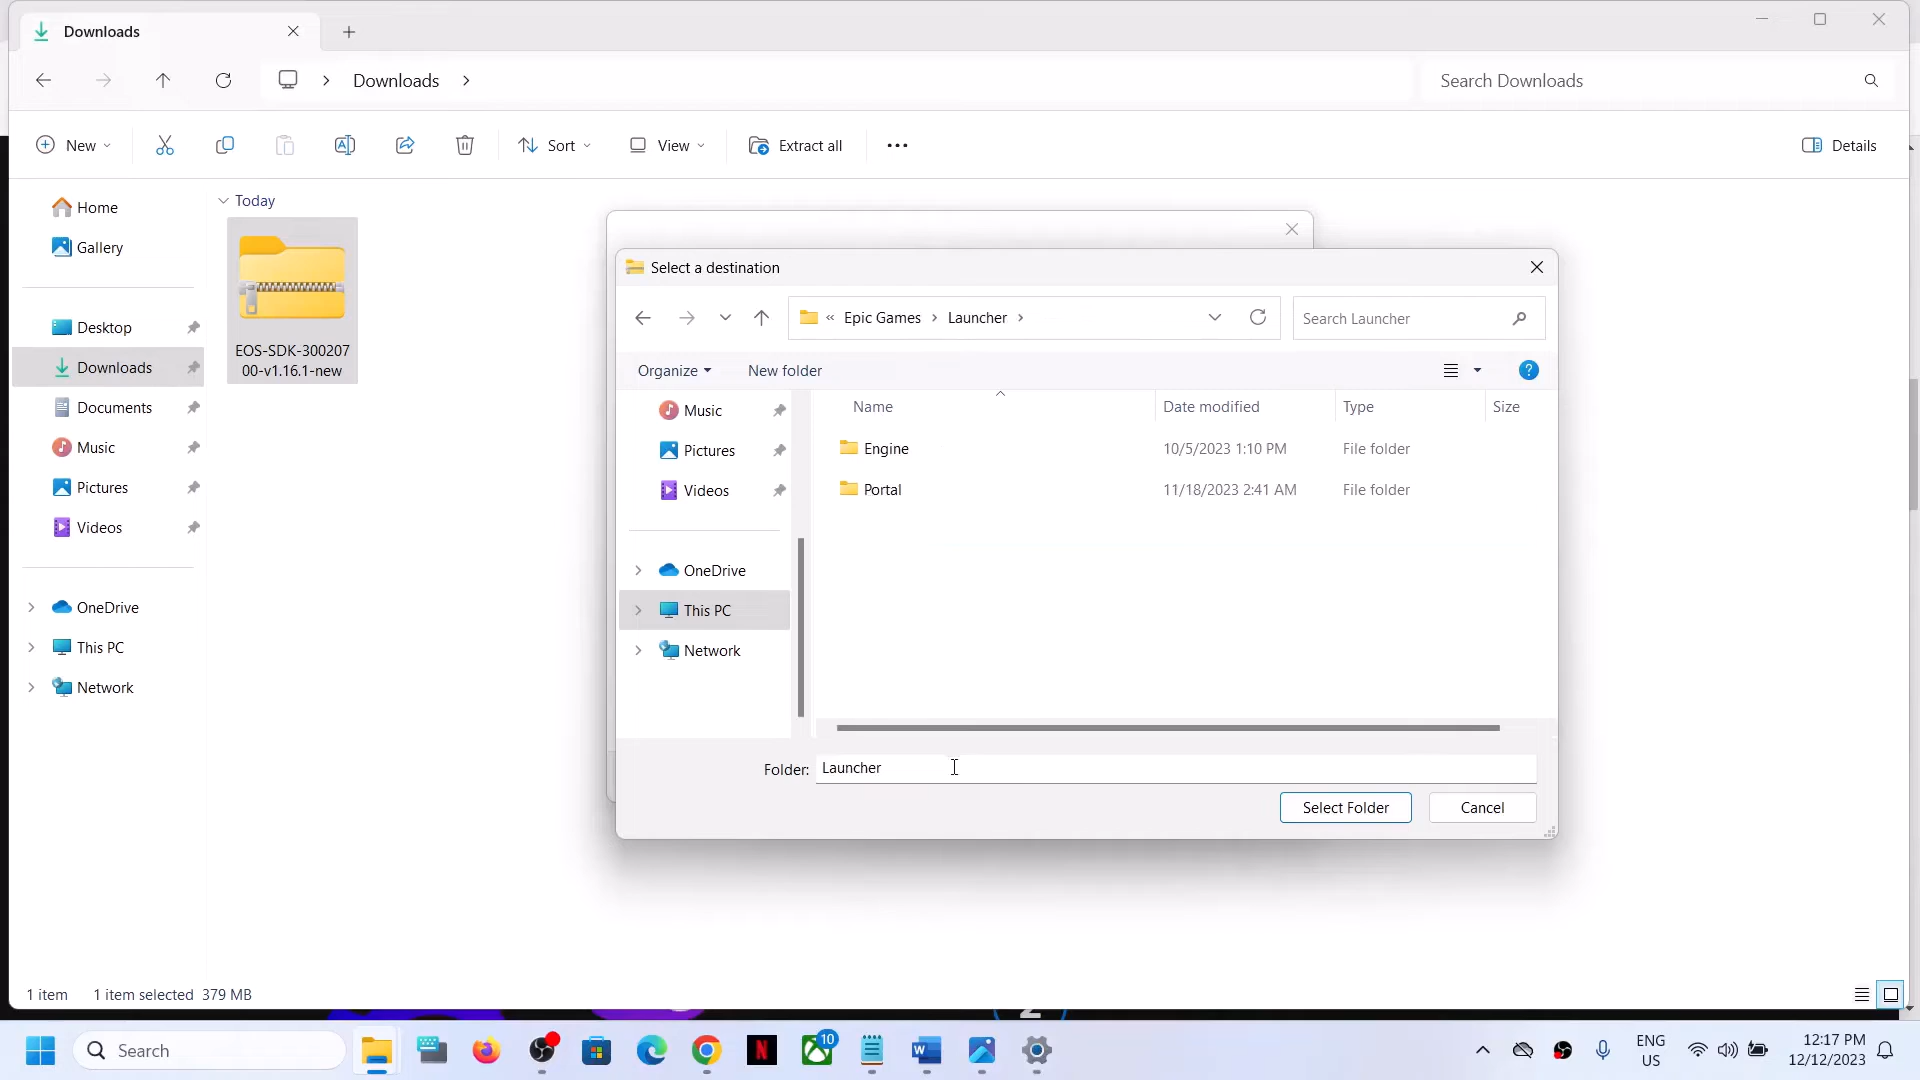 Downloads
Downloads
Search Downloads
New
Sort
View
Extract all
Details
Home
Gallery
Desktop
Downloads
Documents
Music
Pictures
Videos
OneDrive
This PC
Network
Today
EOS-SDK-300207
00-v1.16.1-new
Select a destination
« Epic Games > Launcher >
Search Launcher
Organize
New folder
?
Name
Date modified
Type
Size
Music
Pictures
Videos
OneDrive
This PC
Network
Engine
10/5/2023 1:10 PM
File folder
Portal
11/18/2023 2:41 AM
File folder
Folder:
Launcher
Select Folder
Cancel
1 item
1 item selected 379 MB
Search
10
ENG
US
12:17 PM
12/12/2023